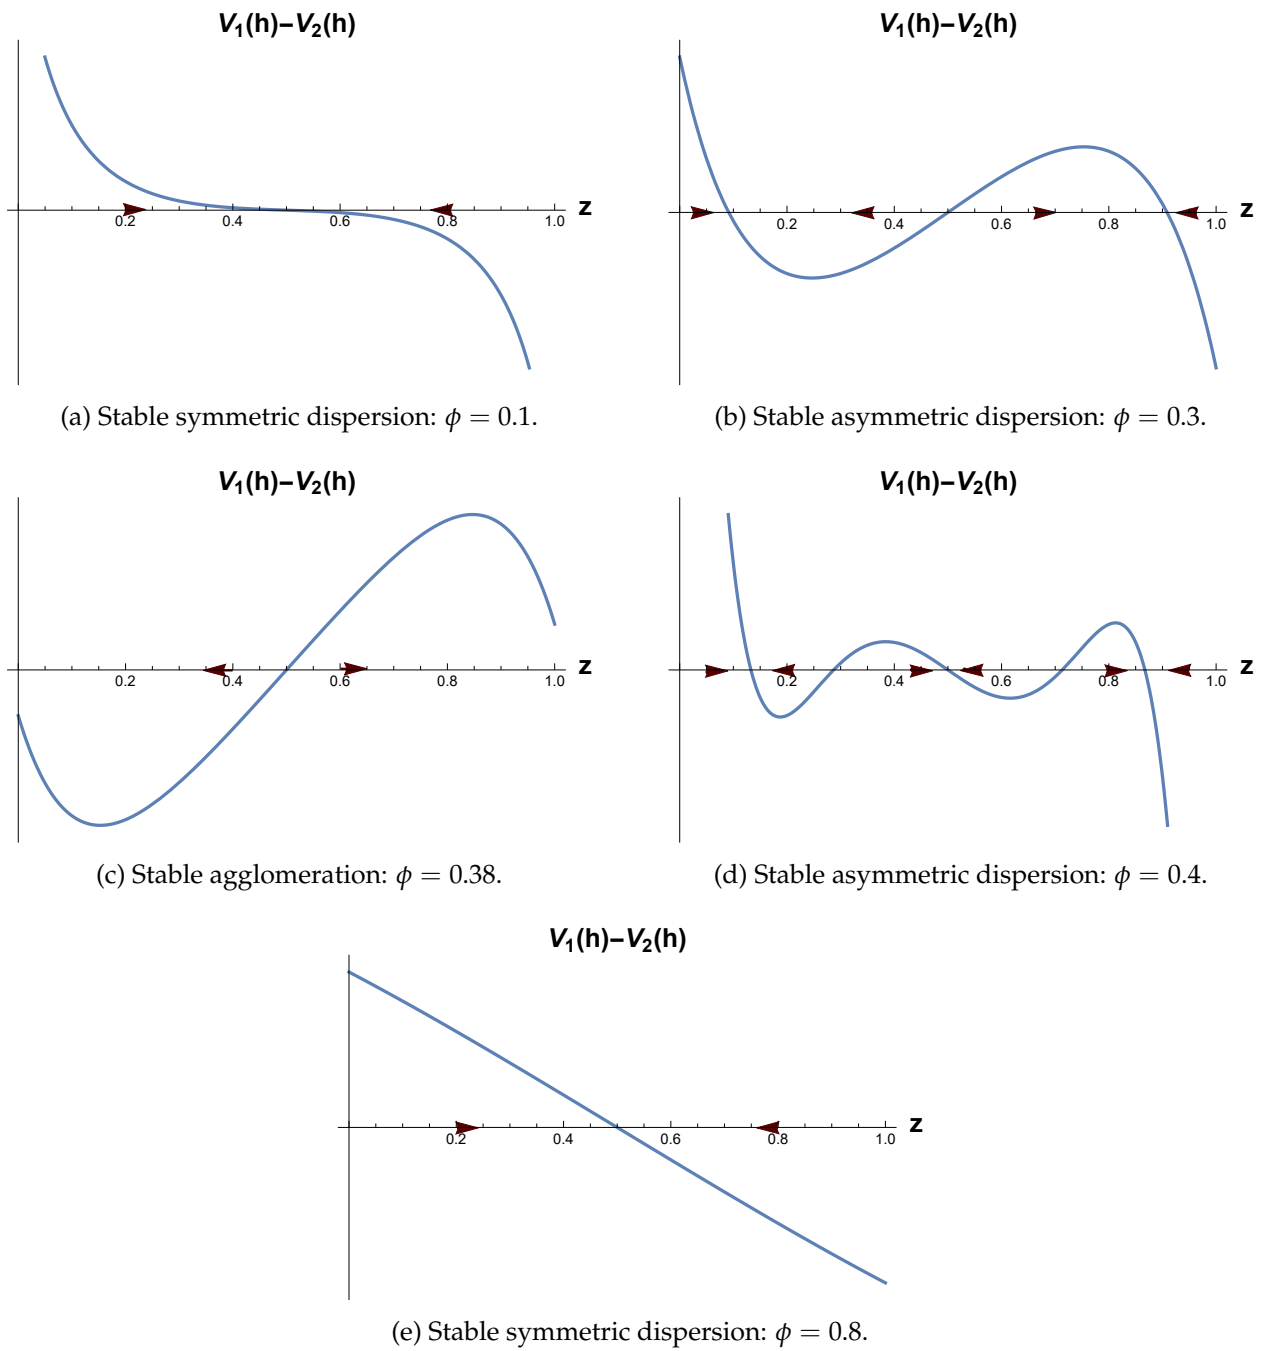 V₁(h)−V₂(h)
0.2 0.4 0.6 0.8 1.0 z
(a) Stable symmetric dispersion: ϕ = 0.1.
V₁(h)−V₂(h)
0.2 0.4 0.6 0.8 1.0 z
(b) Stable asymmetric dispersion: ϕ = 0.3.
V₁(h)−V₂(h)
0.2 0.4 0.6 0.8 1.0 z
(c) Stable agglomeration: ϕ = 0.38.
V₁(h)−V₂(h)
0.2 0.4 0.6 0.8 1.0 z
(d) Stable asymmetric dispersion: ϕ = 0.4.
V₁(h)−V₂(h)
0.2 0.4 0.6 0.8 1.0 z
(e) Stable symmetric dispersion: ϕ = 0.8.